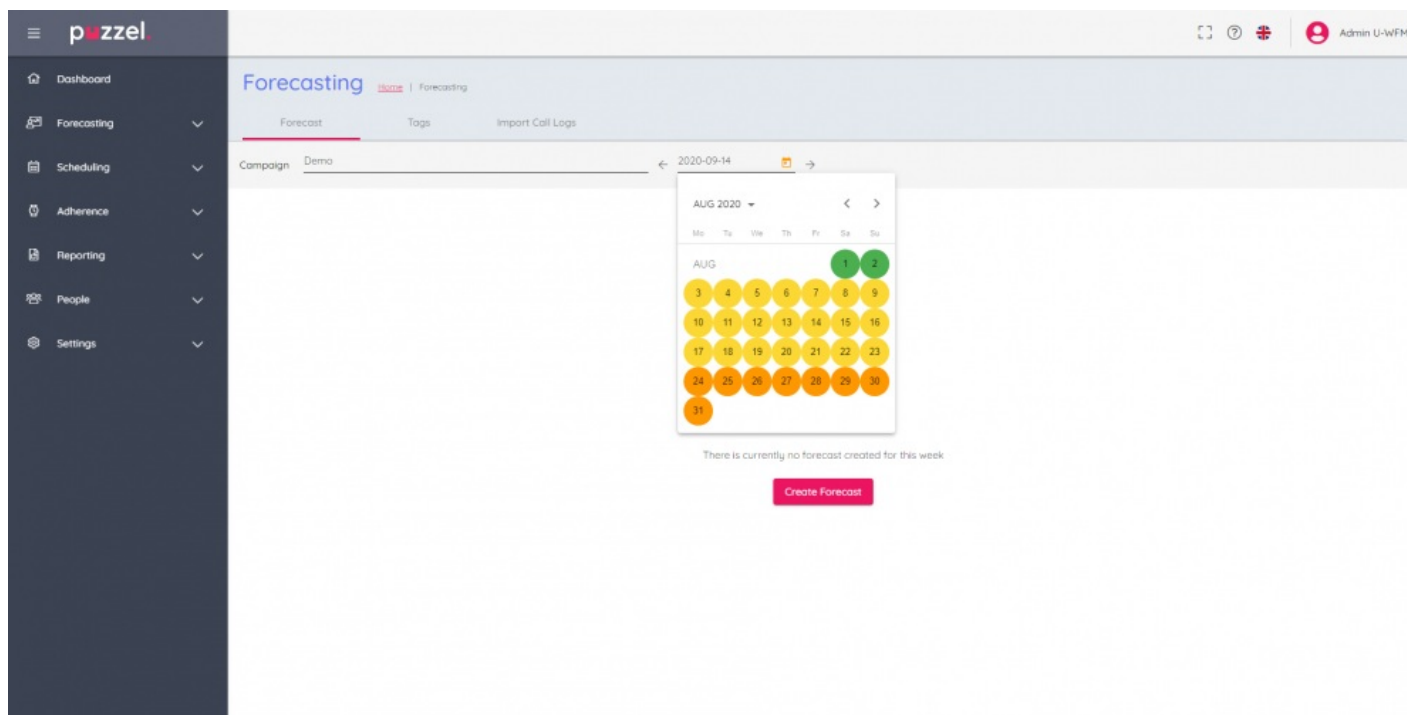 puzzel.
Admin U-WFM
Dashboard
Forecasting
Scheduling
Adherence
Reporting
People
Settings
Forecasting Home | Forecasting
Forecast Tags Import Call Logs
Campaign Demo 2020-09-14
AUG 2020
Mo Tu We Th Fr Sa Su
AUG 1 2
3 4 5 6 7 8 9
10 11 12 13 14 15 16
17 18 19 20 21 22 23
24 25 26 27 28 29 30
31
There is currently no forecast created for this week
Create Forecast